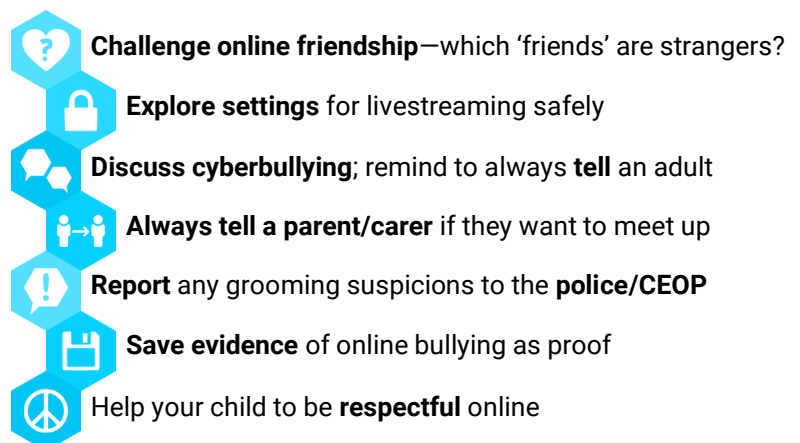 Challenge online friendship—which ‘friends’ are strangers?
Explore settings for livestreaming safely
Discuss cyberbullying; remind to always tell an adult
Always tell a parent/carer if they want to meet up
Report any grooming suspicions to the police/CEOP
Save evidence of online bullying as proof
Help your child to be respectful online